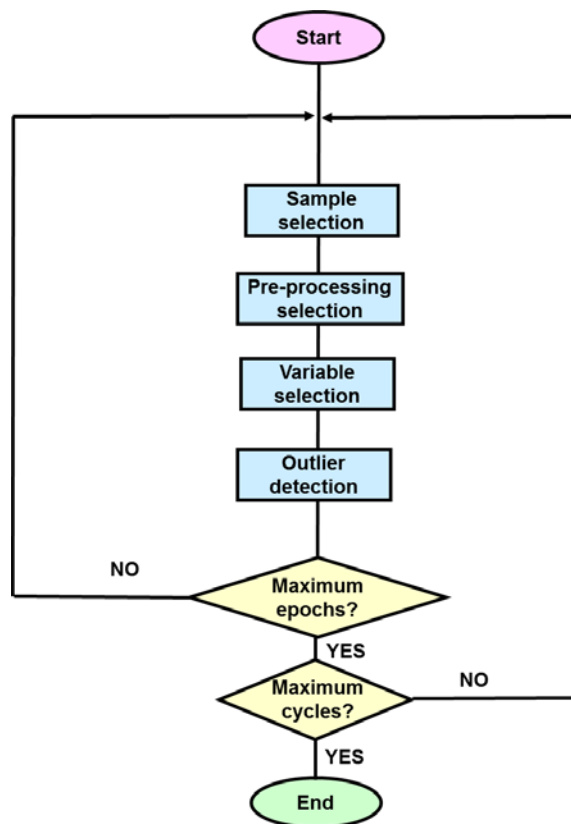 Start
Sample
selection
Pre-processing
selection
Variable
selection
Outlier
detection
NO
Maximum
epochs?
YES
Maximum
cycles?
NO
YES
End